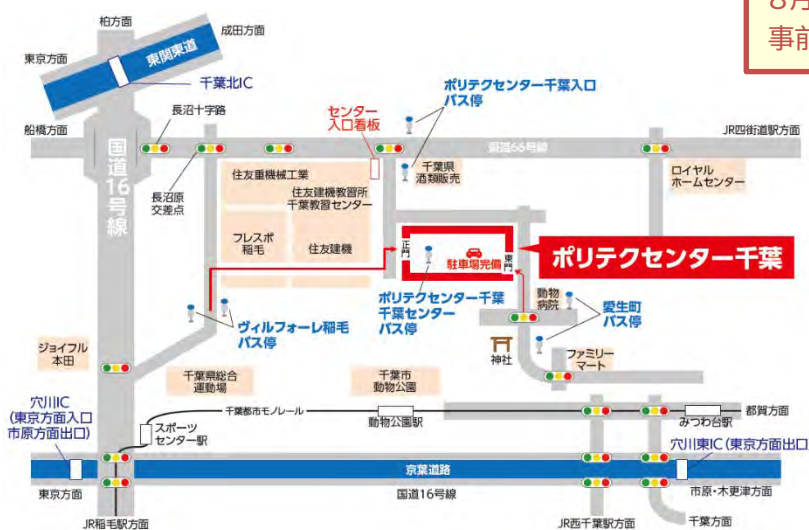 8月
事前
柏方面
成田方面
東京方面
東関東道
千葉北IC
船橋方面
長沼十字路
センター
入口看板
ポリテクセンター千葉入口
バス停
JR四街道駅方面
国道16号線
長沼原
交差点
住友重機械工業
住友建機教習所
千葉教習センター
千葉県
酒類販売
ロイヤル
ホームセンター
フレスポ
稲毛
住友建機
正門
駐車場完備
東門
ポリテクセンター千葉
ポリテクセンター千葉
千葉センター
バス停
動物
病院
愛生町
バス停
ヴィルフォーレ稲毛
バス停
神社
ファミリー
マート
ジョイフル
本田
千葉県総合
運動場
千葉市
動物公園
穴川IC
(東京方面入口
市原方面出口)
千葉都市モノレール
スポーツ
センター駅
動物公園駅
みつわ台駅
都賀方面
穴川東IC(東京方面出口
京葉道路
東京方面
国道16号線
市原・木更津方面
JR稲毛駅方面
JR西千葉駅方面
千葉方面